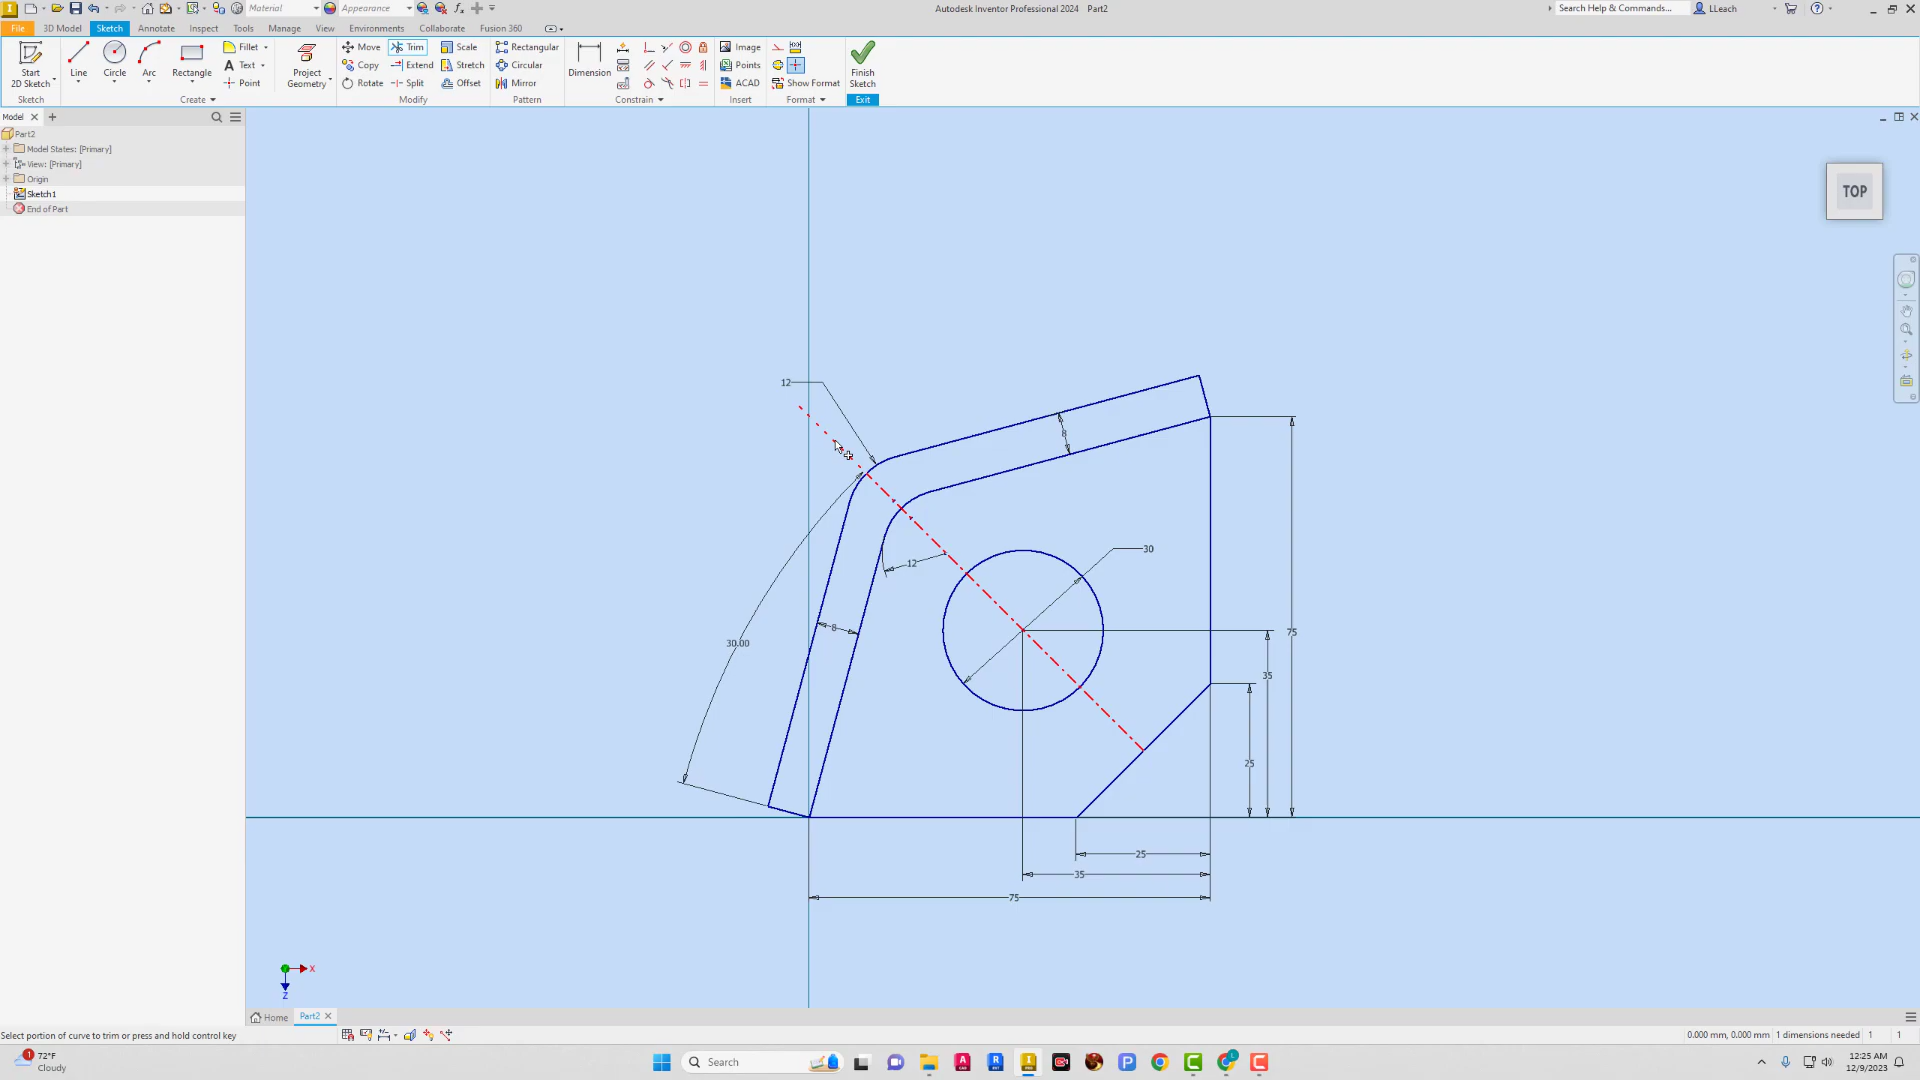 Material
Appearance
Autodesk Inventor Professional 2024 Part2
Search Help & Commands...
LLeach
File
3D Model
Sketch
Annotate
Inspect
Tools
Manage
View
Environments
Collaborate
Fusion 360
Start
2D Sketch
Line
Circle
Arc
Rectangle
Fillet
Text
Point
Project
Geometry
Move
Copy
Rotate
Trim
Extend
Split
Scale
Stretch
Offset
Rectangular
Circular
Mirror
Dimension
Image
Points
ACAD
Show Format
Finish
Sketch
Sketch
Create
Modify
Pattern
Constrain
Insert
Format
Exit
Model
Part2
Model States: [Primary]
View: [Primary]
Origin
Sketch1
End of Part
TOP
12
8
30
12
75
8
30.00
35
25
25
35
75
X
Z
Home
Part2
Select portion of curve to trim or press and hold control key
0.000 mm, 0.000 mm
1 dimensions needed
1
1
1
72°F
Cloudy
Search
12:25 AM
12/9/2023